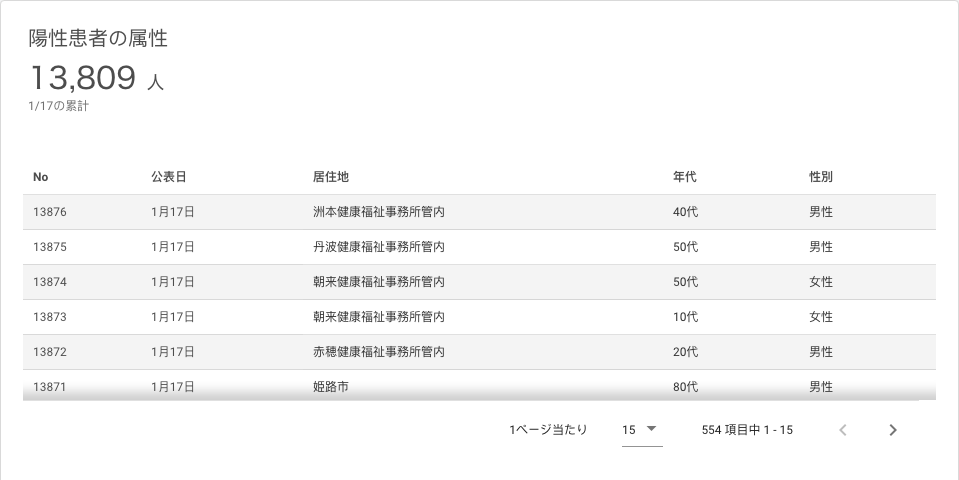 陽性患者の属性
13,809 人
1/17の累計
No 公表日 居住地 年代 性別
13876 1月17日 洲本健康福祉事務所管内 40代 男性
13875 1月17日 丹波健康福祉事務所管内 50代 男性
13874 1月17日 朝来健康福祉事務所管内 50代 女性
13873 1月17日 朝来健康福祉事務所管内 10代 女性
13872 1月17日 赤穂健康福祉事務所管内 20代 男性
13871 1月17日 姫路市 80代 男性
1ページ当たり 15 554 項目中 1 - 15